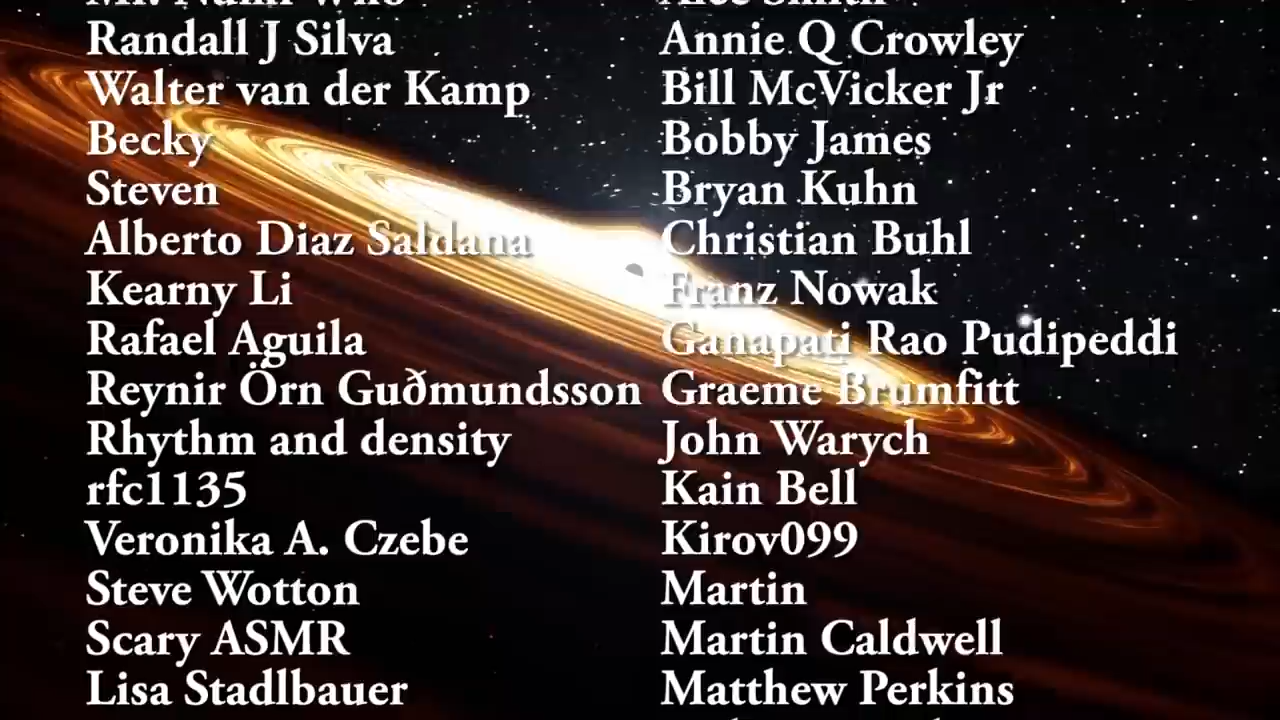 Randall J Silva
Walter van der Kamp
Becky
Steven
Alberto Diaz Saldana
Kearny Li
Rafael Aguila
Reynir Örn Guðmundsson
Rhythm and density
rfc1135
Veronika A. Czebe
Steve Wotton
Scary ASMR
Lisa Stadlbauer
Annie Q Crowley
Bill McVicker Jr
Bobby James
Bryan Kuhn
Christian Buhl
Franz Nowak
Ganapati Rao Pudipeddi
Graeme Brumfitt
John Warych
Kain Bell
Kirov099
Martin
Martin Caldwell
Matthew Perkins